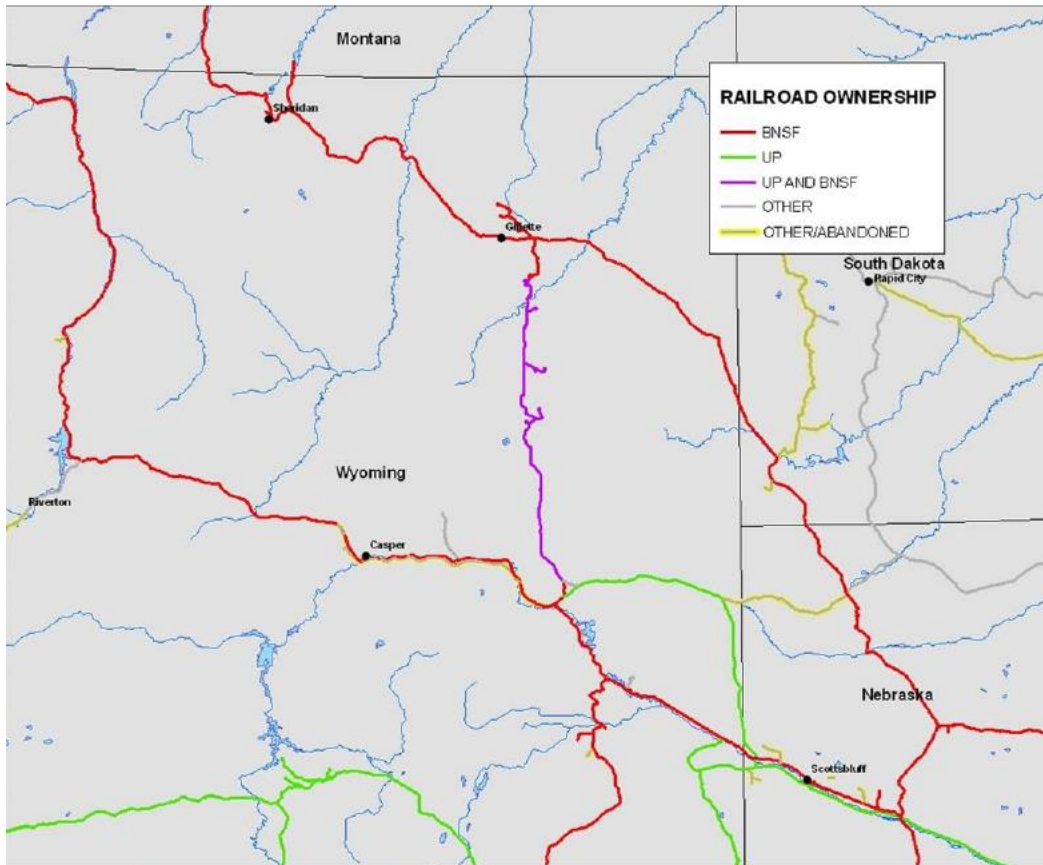 Montana
RAILROAD OWNERSHIP
BNSF
UP
UP AND BNSF
OTHER
OTHER/ABANDONED
Sheridan
Gillette
South Dakota
Rapid City
Wyoming
Riverton
Casper
Nebraska
Scottsbluff